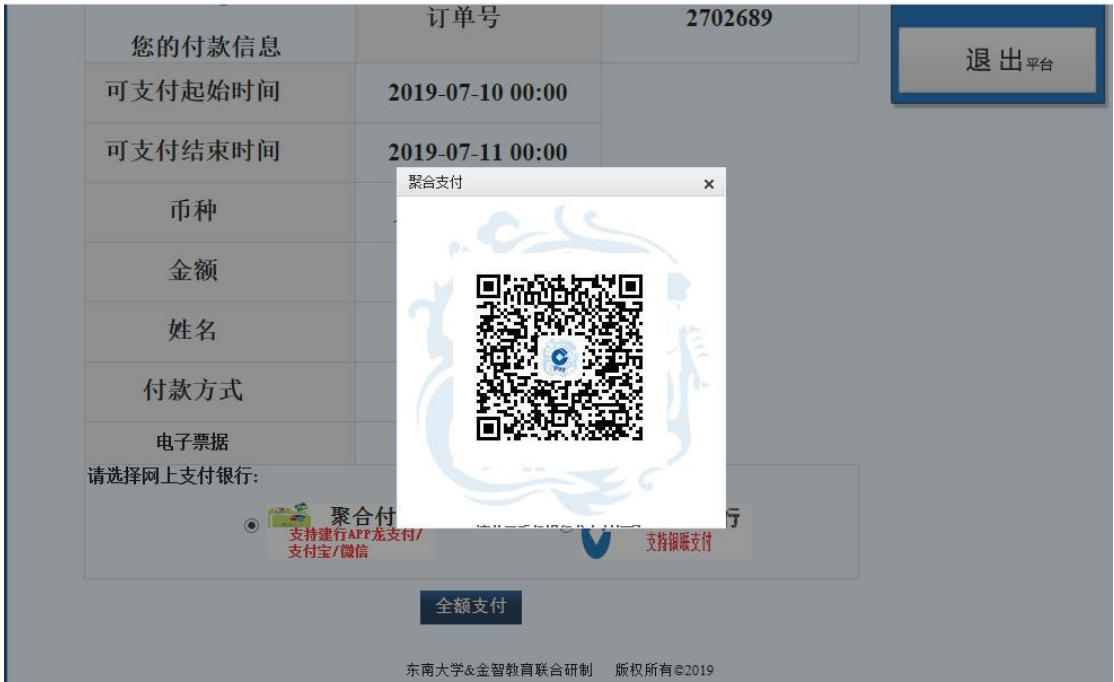 订单号 2702689
您的付款信息
退出平台
可支付起始时间 2019-07-10 00:00
可支付结束时间 2019-07-11 00:00
聚合支付 ×
币种
金额
Pay
姓名
付款方式
电子票据
请选择网上支付银行:
聚合付 行
支持建行APP龙支付/
支付宝/微信
支持银联支付
全额支付
东南大学&金智教育联合研制 版权所有©2019